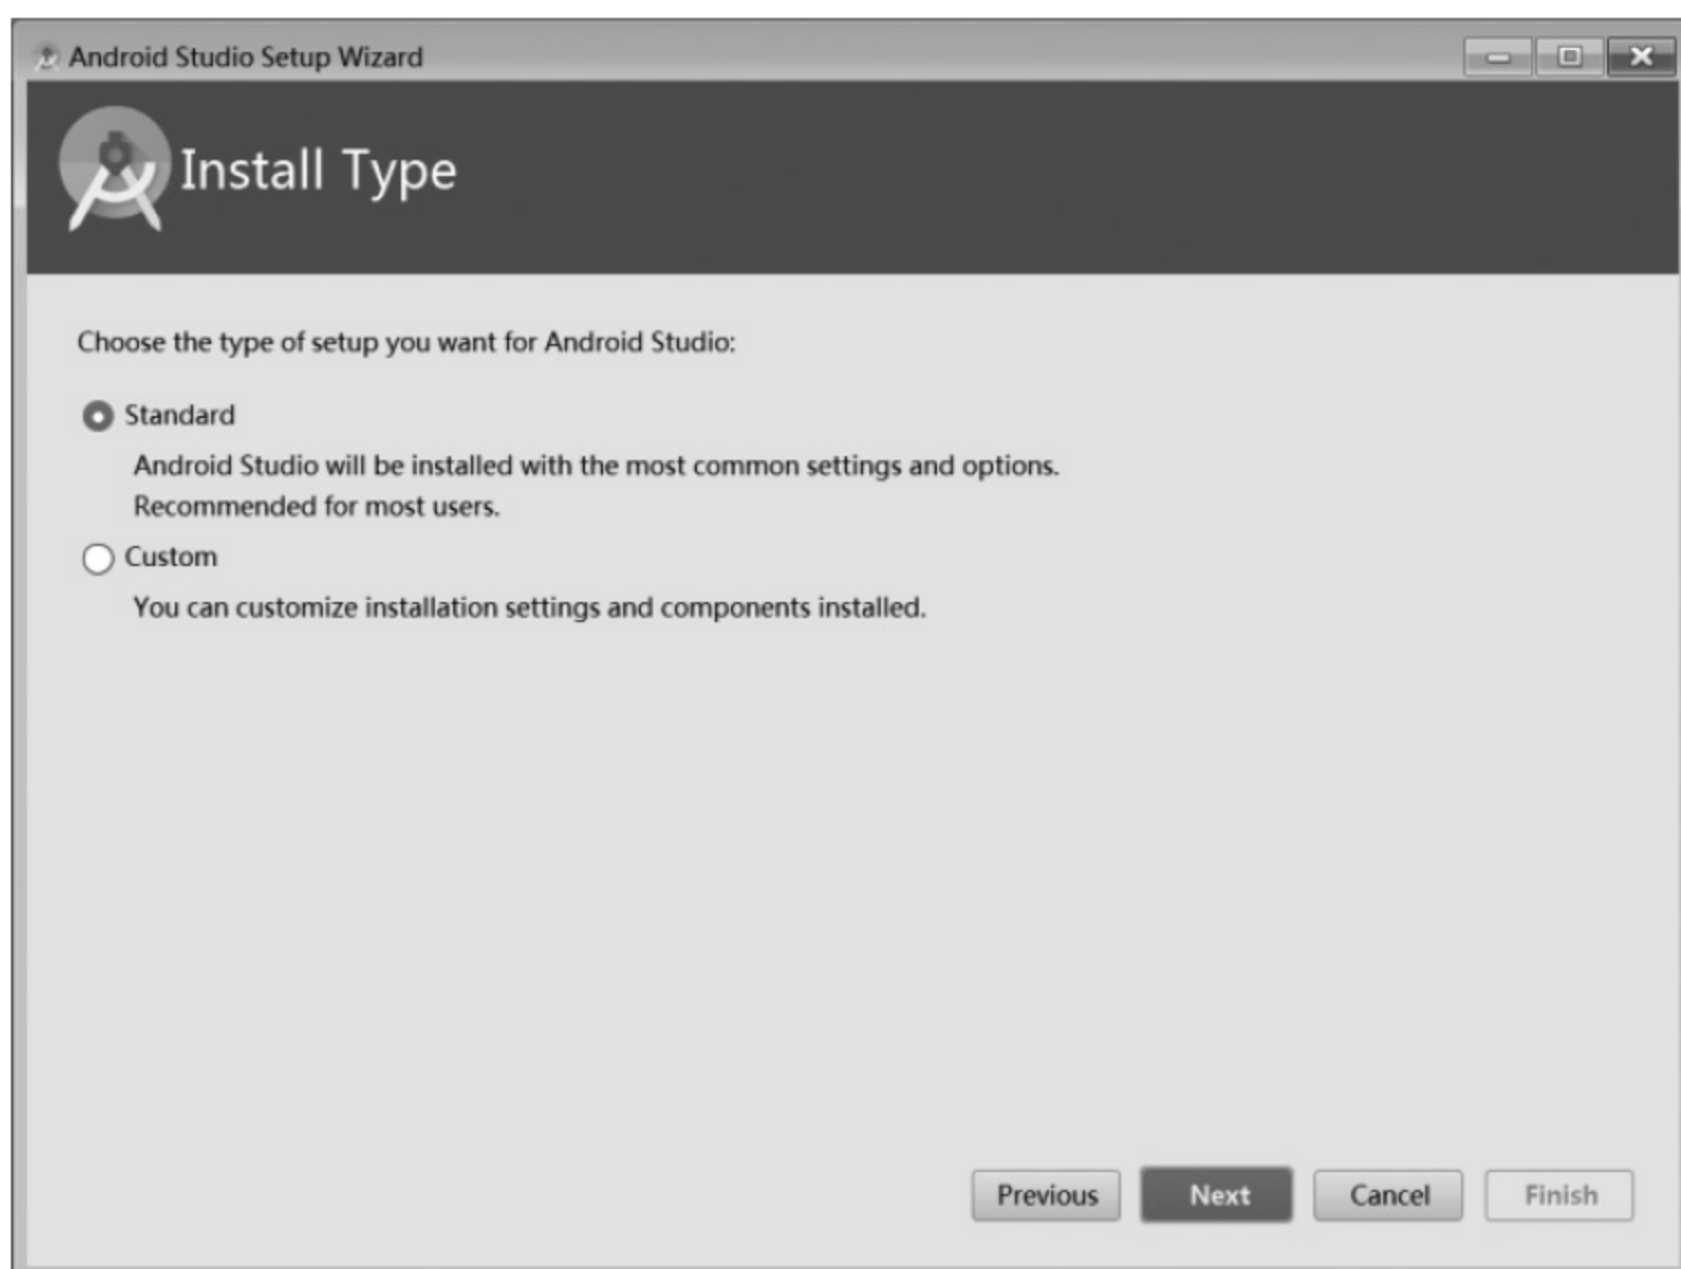 Android Studio Setup Wizard
Install Type
Choose the type of setup you want for Android Studio:
Standard
Android Studio will be installed with the most common settings and options.
Recommended for most users.
Custom
You can customize installation settings and components installed.
Previous Next Cancel Finish